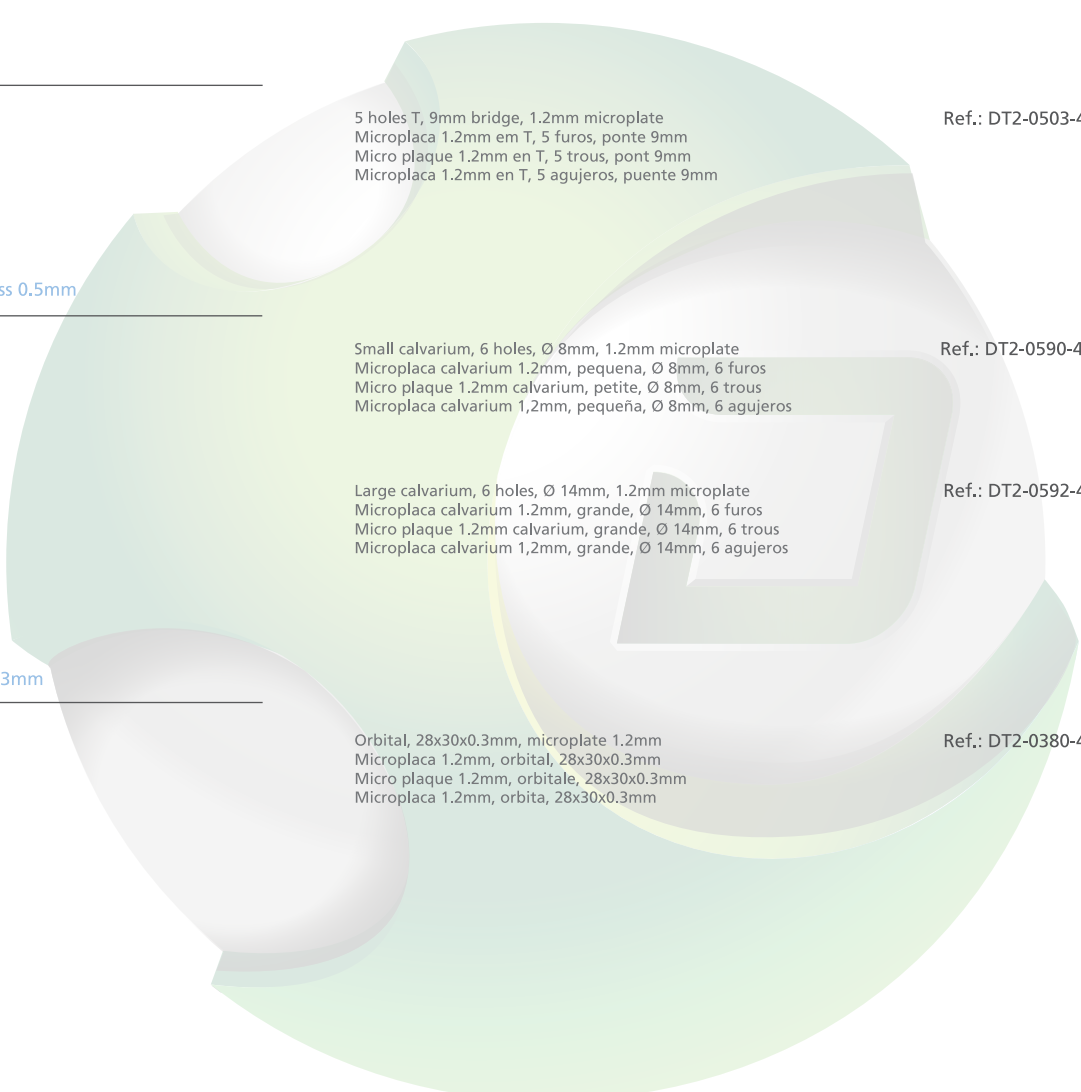 5 holes T, 9mm bridge, 1.2mm microplate
Ref.: DT2-0503-4
Microplaca 1.2mm em T, 5 furos, ponte 9mm
Micro plaque 1.2mm en T, 5 trous, pont 9mm
Microplaca 1.2mm en T, 5 agujeros, puente 9mm
ss 0.5mm
Small calvarium, 6 holes, Ø 8mm, 1.2mm microplate
Ref.: DT2-0590-4
Microplaca calvarium 1.2mm, pequena, Ø 8mm, 6 furos
Micro plaque 1.2mm calvarium, petite, Ø 8mm, 6 trous
Microplaca calvarium 1,2mm, pequeña, Ø 8mm, 6 agujeros
Large calvarium, 6 holes, Ø 14mm, 1.2mm microplate
Ref.: DT2-0592-4
Microplaca calvarium 1.2mm, grande, Ø 14mm, 6 furos
Micro plaque 1.2mm calvarium, grande, Ø 14mm, 6 trous
Microplaca calvarium 1,2mm, grande, Ø 14mm, 6 agujeros
3mm
Orbital, 28x30x0.3mm, microplate 1.2mm
Ref.: DT2-0380-4
Microplaca 1.2mm, orbital, 28x30x0.3mm
Micro plaque 1.2mm, orbitale, 28x30x0.3mm
Microplaca 1.2mm, orbita, 28x30x0.3mm